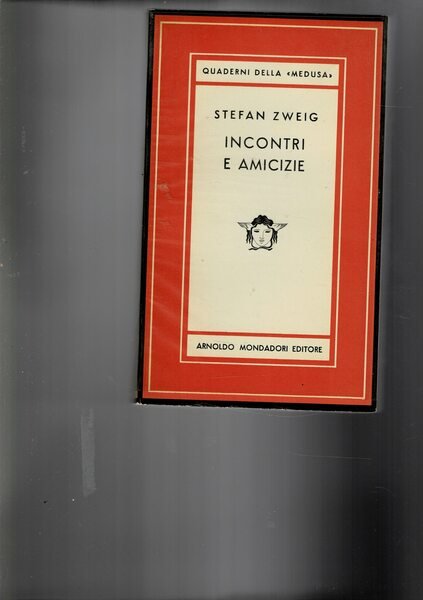 QUADERNI DELLA «MEDUSA»
STEFAN ZWEIG
INCONTRI
E AMICIZIE
ARNOLDO MONDADORI EDITORE